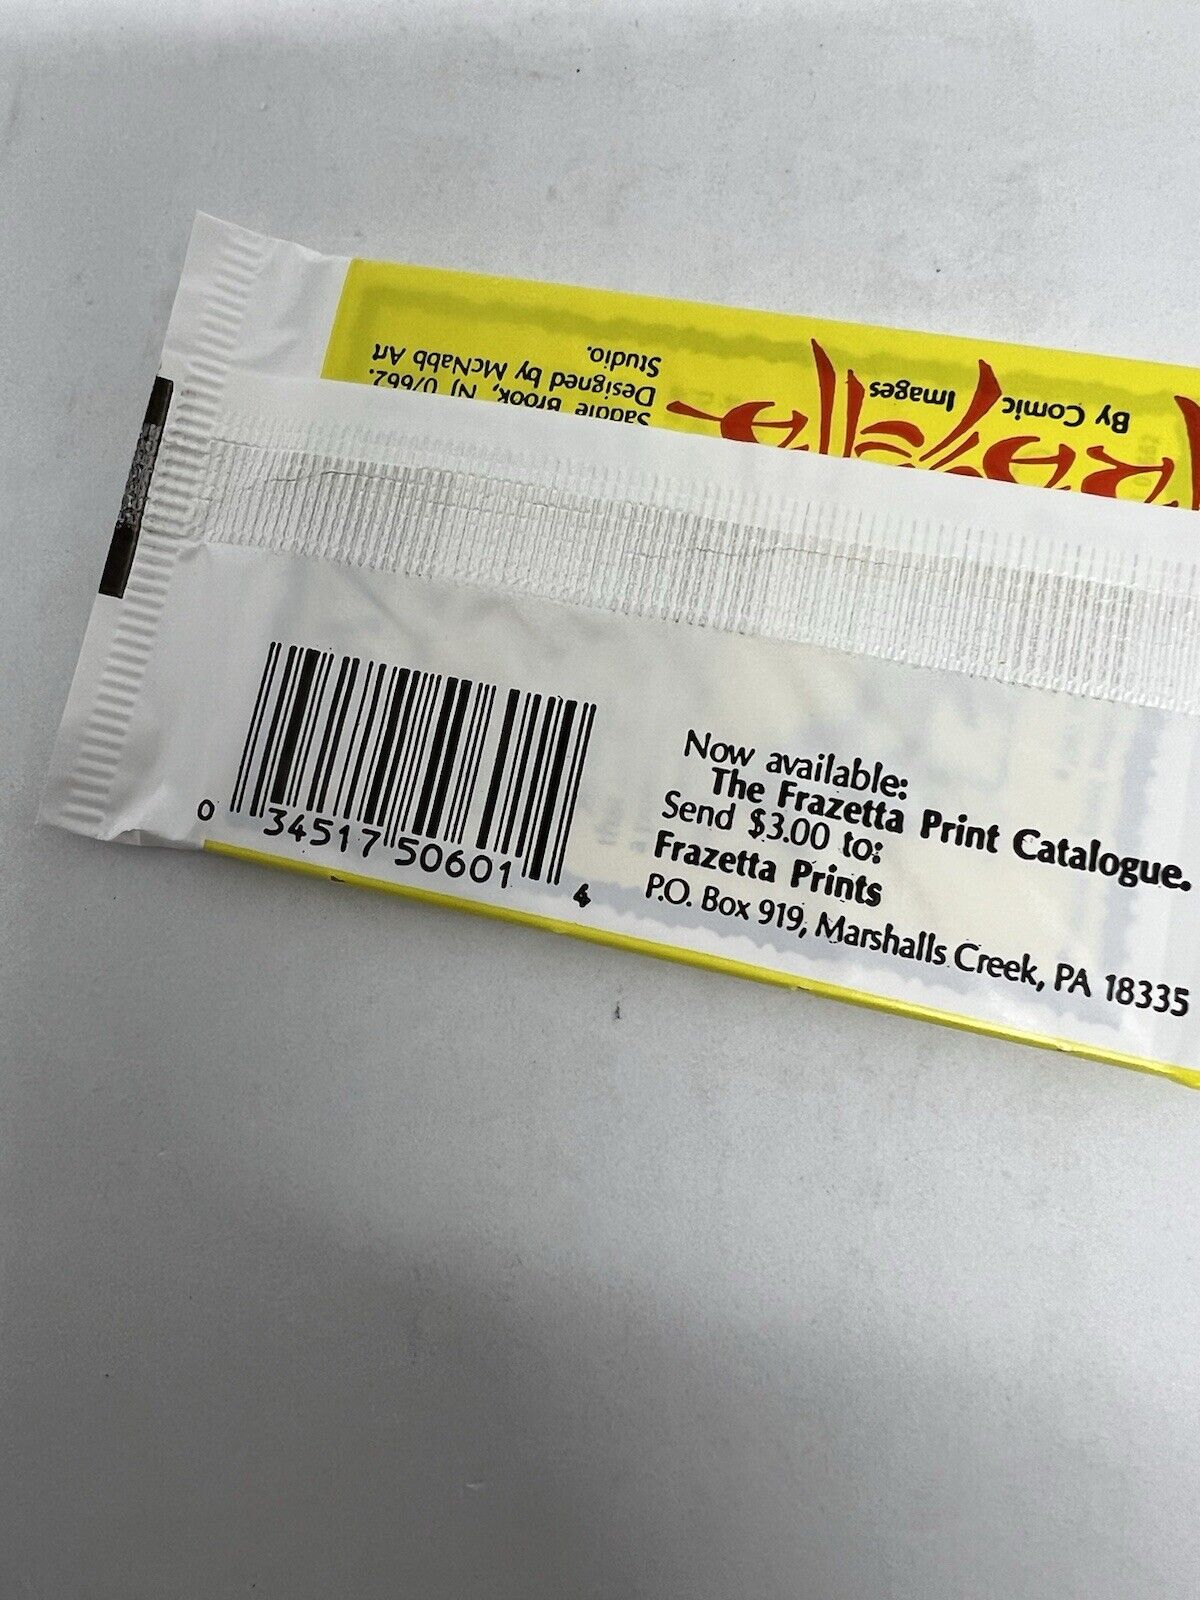 Saddle Brook, NJ 07662.
Designed by McNabb Art
Studio.
By Comic Images
0 34517 50601 4
Now available:
The Frazetta Print Catalogue.
Send $3.00 to:
Frazetta Prints
P.O. Box 919, Marshalls Creek, PA 18335